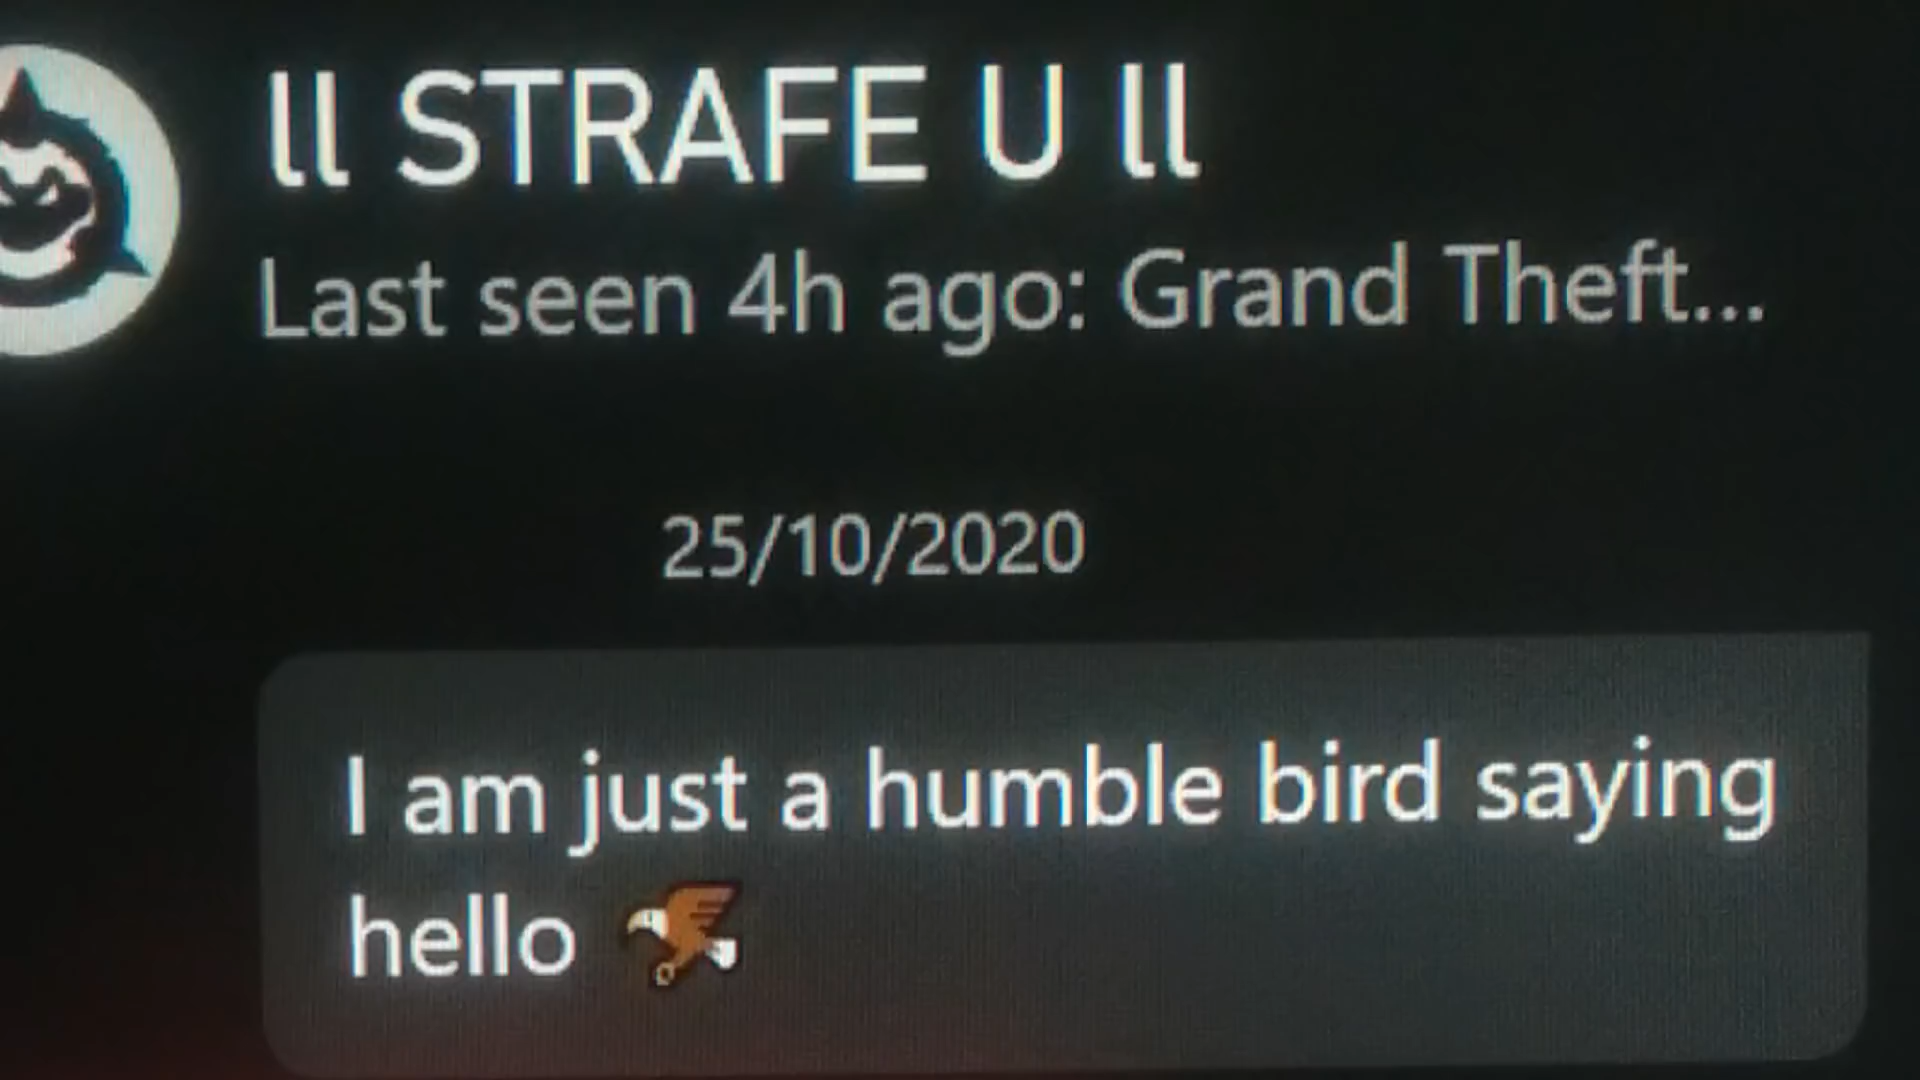 ll STRAFE U ll
Last seen 4h ago: Grand Theft...
25/10/2020
I am just a humble bird saying
hello 🦅